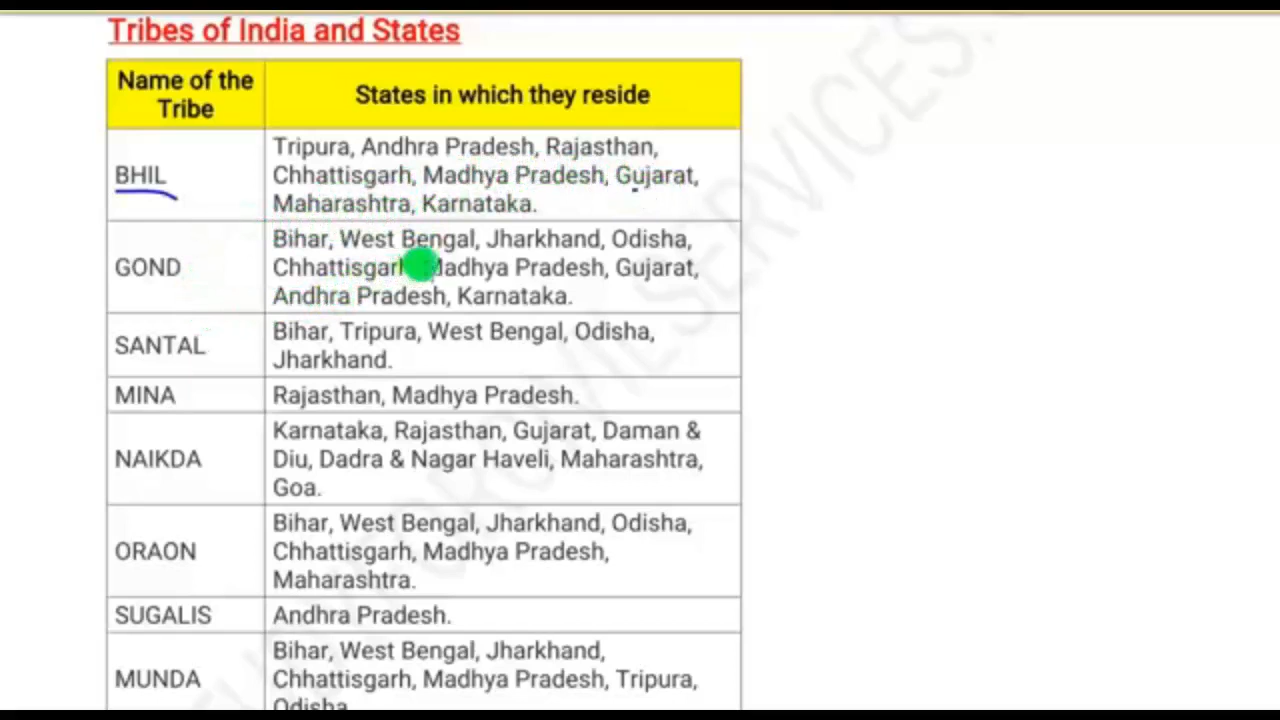 Tribes of India and States
Name of the
Tribe
States in which they reside
BHIL
Tripura, Andhra Pradesh, Rajasthan,
Chhattisgarh, Madhya Pradesh, Gujarat,
Maharashtra, Karnataka.
GOND
Bihar, West Bengal, Jharkhand, Odisha,
Chhattisgarh, Madhya Pradesh, Gujarat,
Andhra Pradesh, Karnataka.
SANTAL
Bihar, Tripura, West Bengal, Odisha,
Jharkhand.
MINA
Rajasthan, Madhya Pradesh.
NAIKDA
Karnataka, Rajasthan, Gujarat, Daman &
Diu, Dadra & Nagar Haveli, Maharashtra,
Goa.
ORAON
Bihar, West Bengal, Jharkhand, Odisha,
Chhattisgarh, Madhya Pradesh,
Maharashtra.
SUGALIS
Andhra Pradesh.
MUNDA
Bihar, West Bengal, Jharkhand,
Chhattisgarh, Madhya Pradesh, Tripura,
Odisha